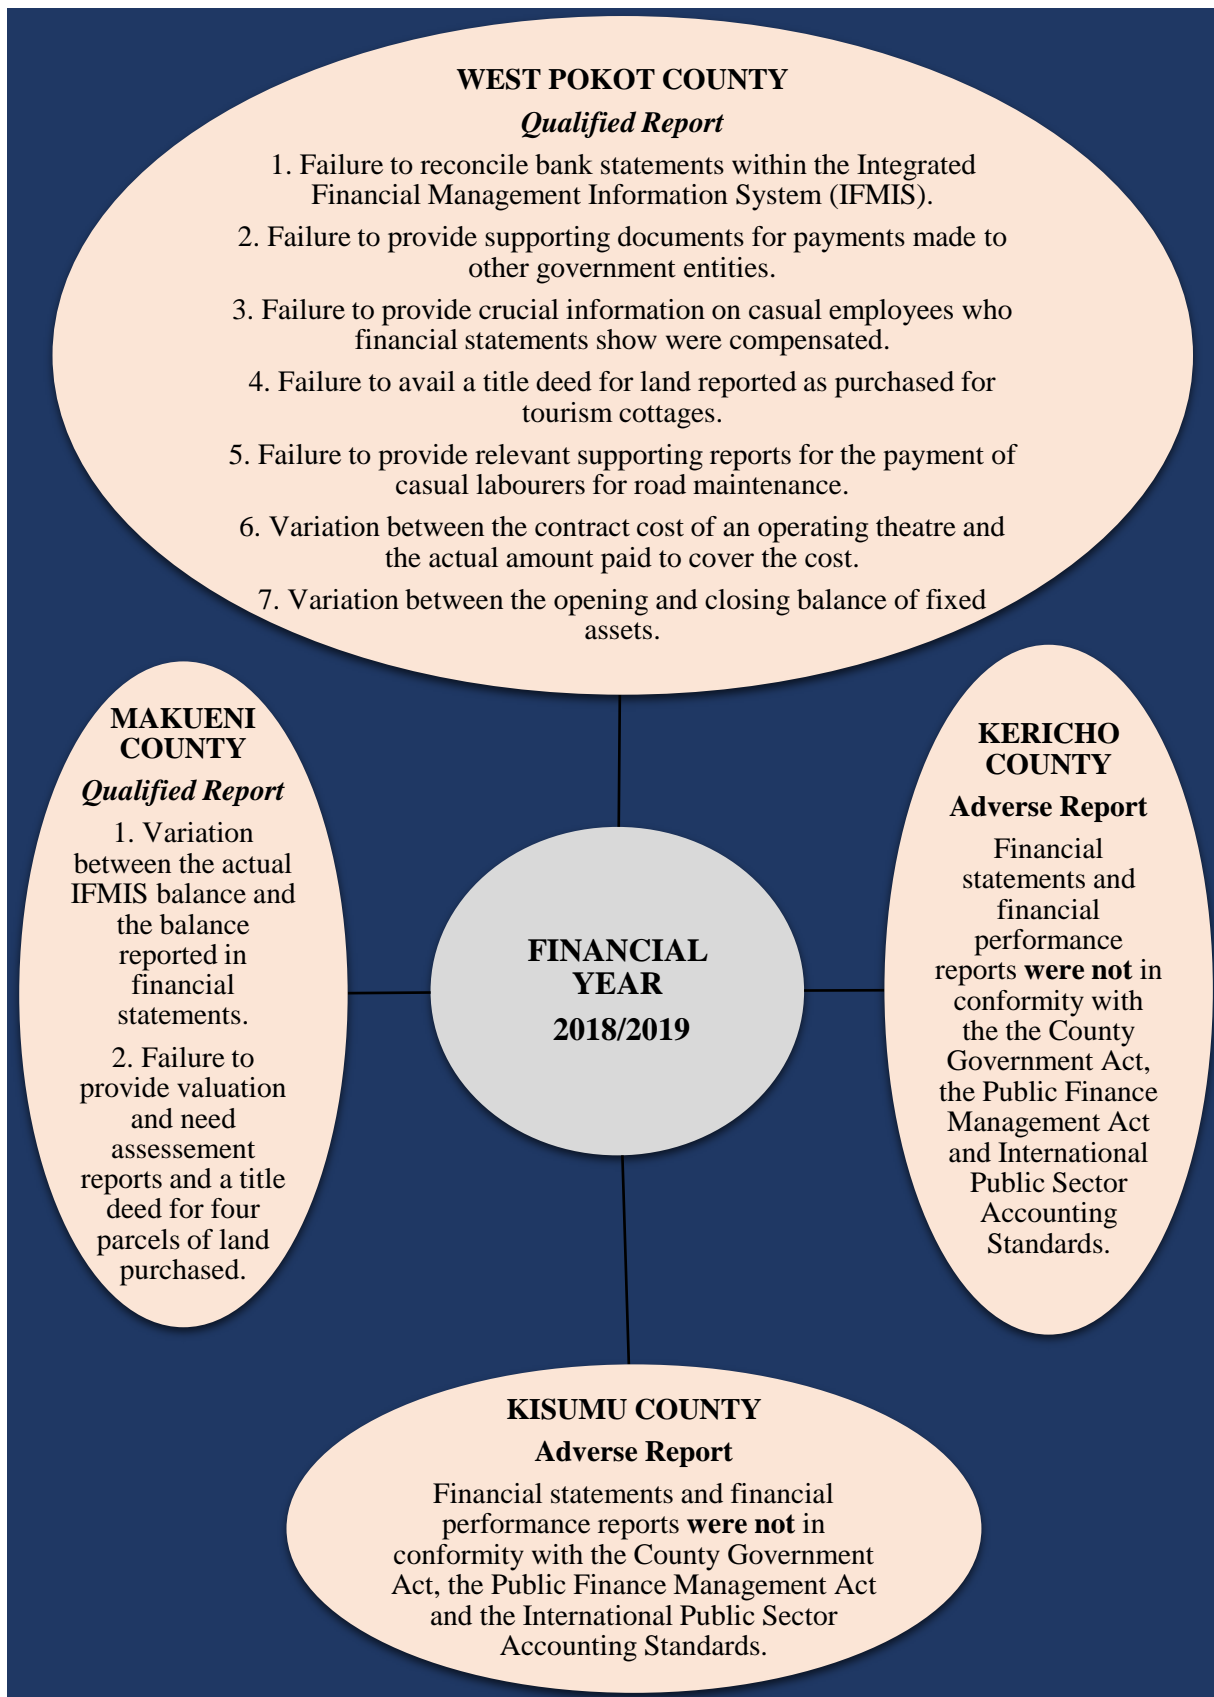 WEST POKOT COUNTY
Qualified Report
1. Failure to reconcile bank statements within the Integrated
Financial Management Information System (IFMIS).
2. Failure to provide supporting documents for payments made to
other government entities.
3. Failure to provide crucial information on casual employees who
financial statements show were compensated.
4. Failure to avail a title deed for land reported as purchased for
tourism cottages.
5. Failure to provide relevant supporting reports for the payment of
casual labourers for road maintenance.
6. Variation between the contract cost of an operating theatre and
the actual amount paid to cover the cost.
7. Variation between the opening and closing balance of fixed
assets.
MAKUENI
COUNTY
Qualified Report
1. Variation
between the actual
IFMIS balance and
the balance
reported in
financial
statements.
2. Failure to
provide valuation
and need
assessement
reports and a title
deed for four
parcels of land
purchased.
FINANCIAL
YEAR
2018/2019
KERICHO
COUNTY
Adverse Report
Financial
statements and
financial
performance
reports were not in
conformity with
the the County
Government Act,
the Public Finance
Management Act
and International
Public Sector
Accounting
Standards.
KISUMU COUNTY
Adverse Report
Financial statements and financial
performance reports were not in
conformity with the County Government
Act, the Public Finance Management Act
and the International Public Sector
Accounting Standards.